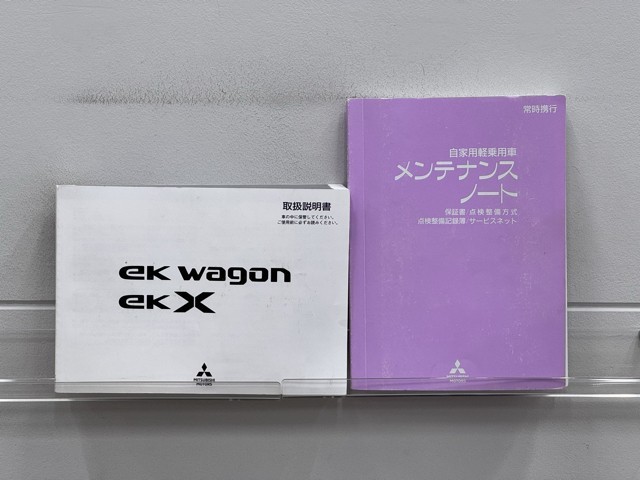 取扱説明書
車の中に保管してください。
ご使用前に必ずお読みください。
eK wagon
eK X
MITSUBISHI
MOTORS
常時携行
自家用軽乗用車
メンテナンス
ノート
保証書/点検整備方式
点検整備記録簿/サービスネット
MITSUBISHI
MOTORS